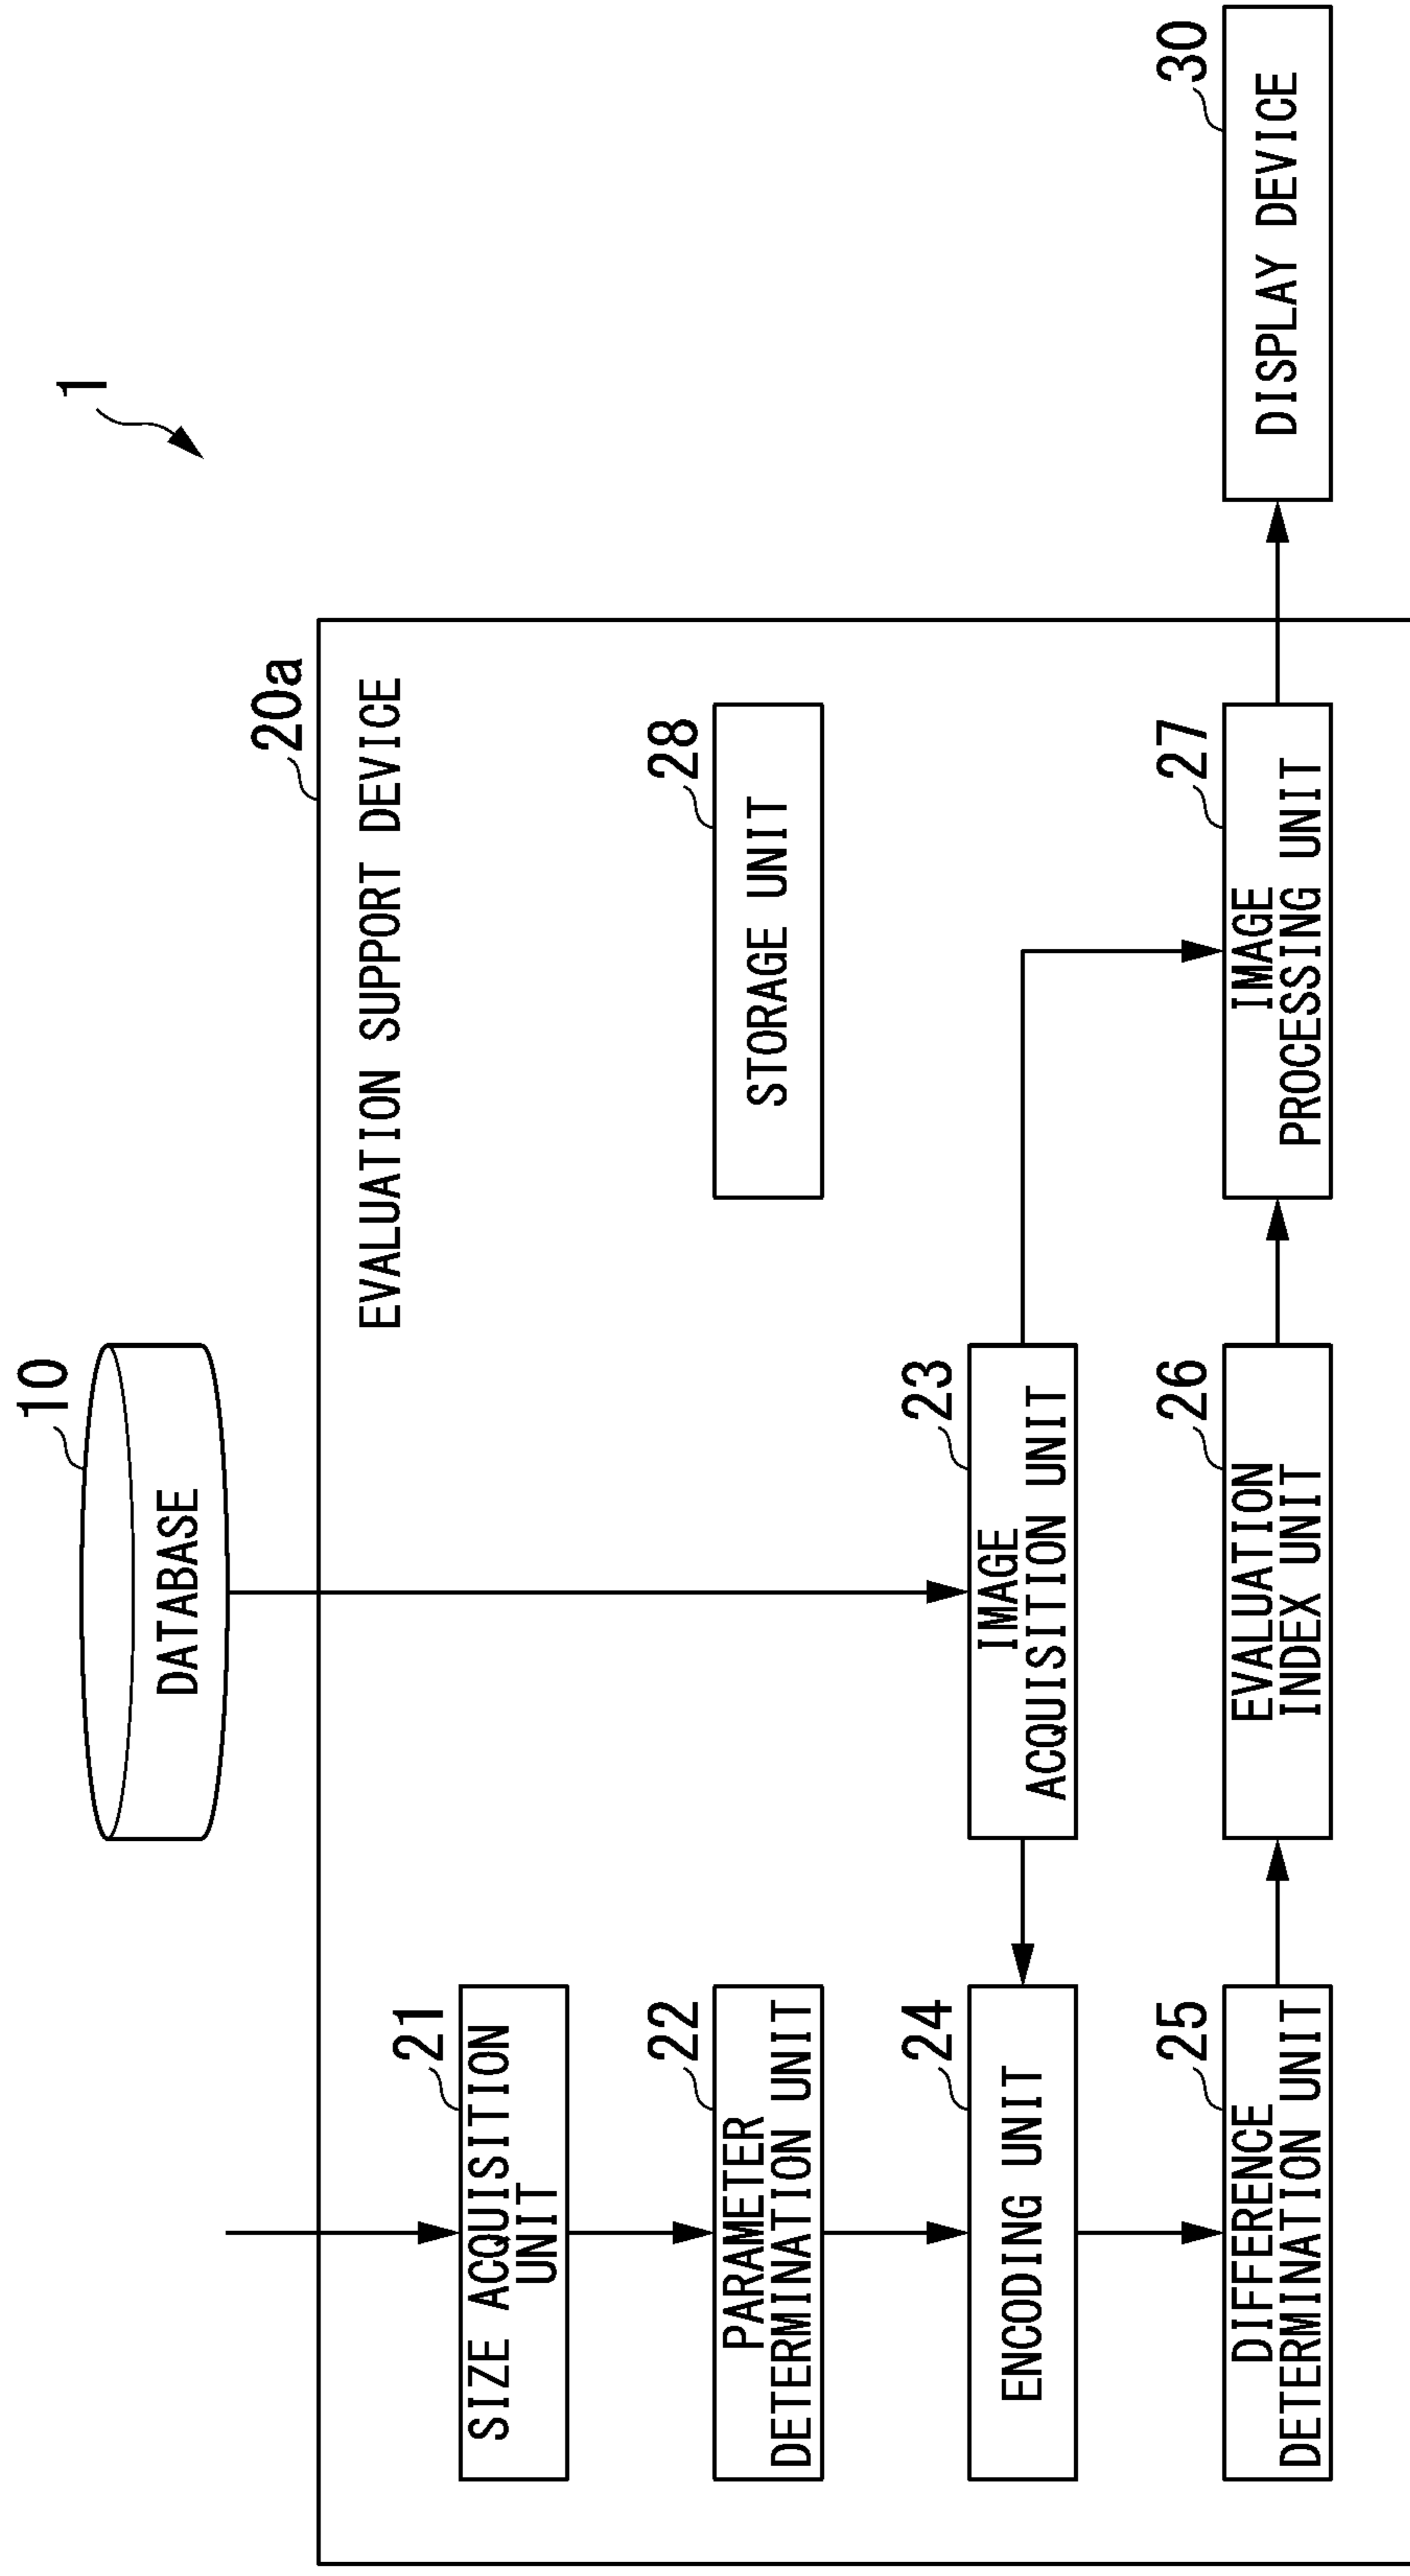 1
10
DATABASE
20a
EVALUATION SUPPORT DEVICE
21
SIZE ACQUISITION
UNIT
22
PARAMETER
DETERMINATION UNIT
28
STORAGE UNIT
24
ENCODING UNIT
23
IMAGE
ACQUISITION UNIT
25
DIFFERENCE
DETERMINATION UNIT
26
EVALUATION
INDEX UNIT
27
IMAGE
PROCESSING UNIT
30
DISPLAY DEVICE